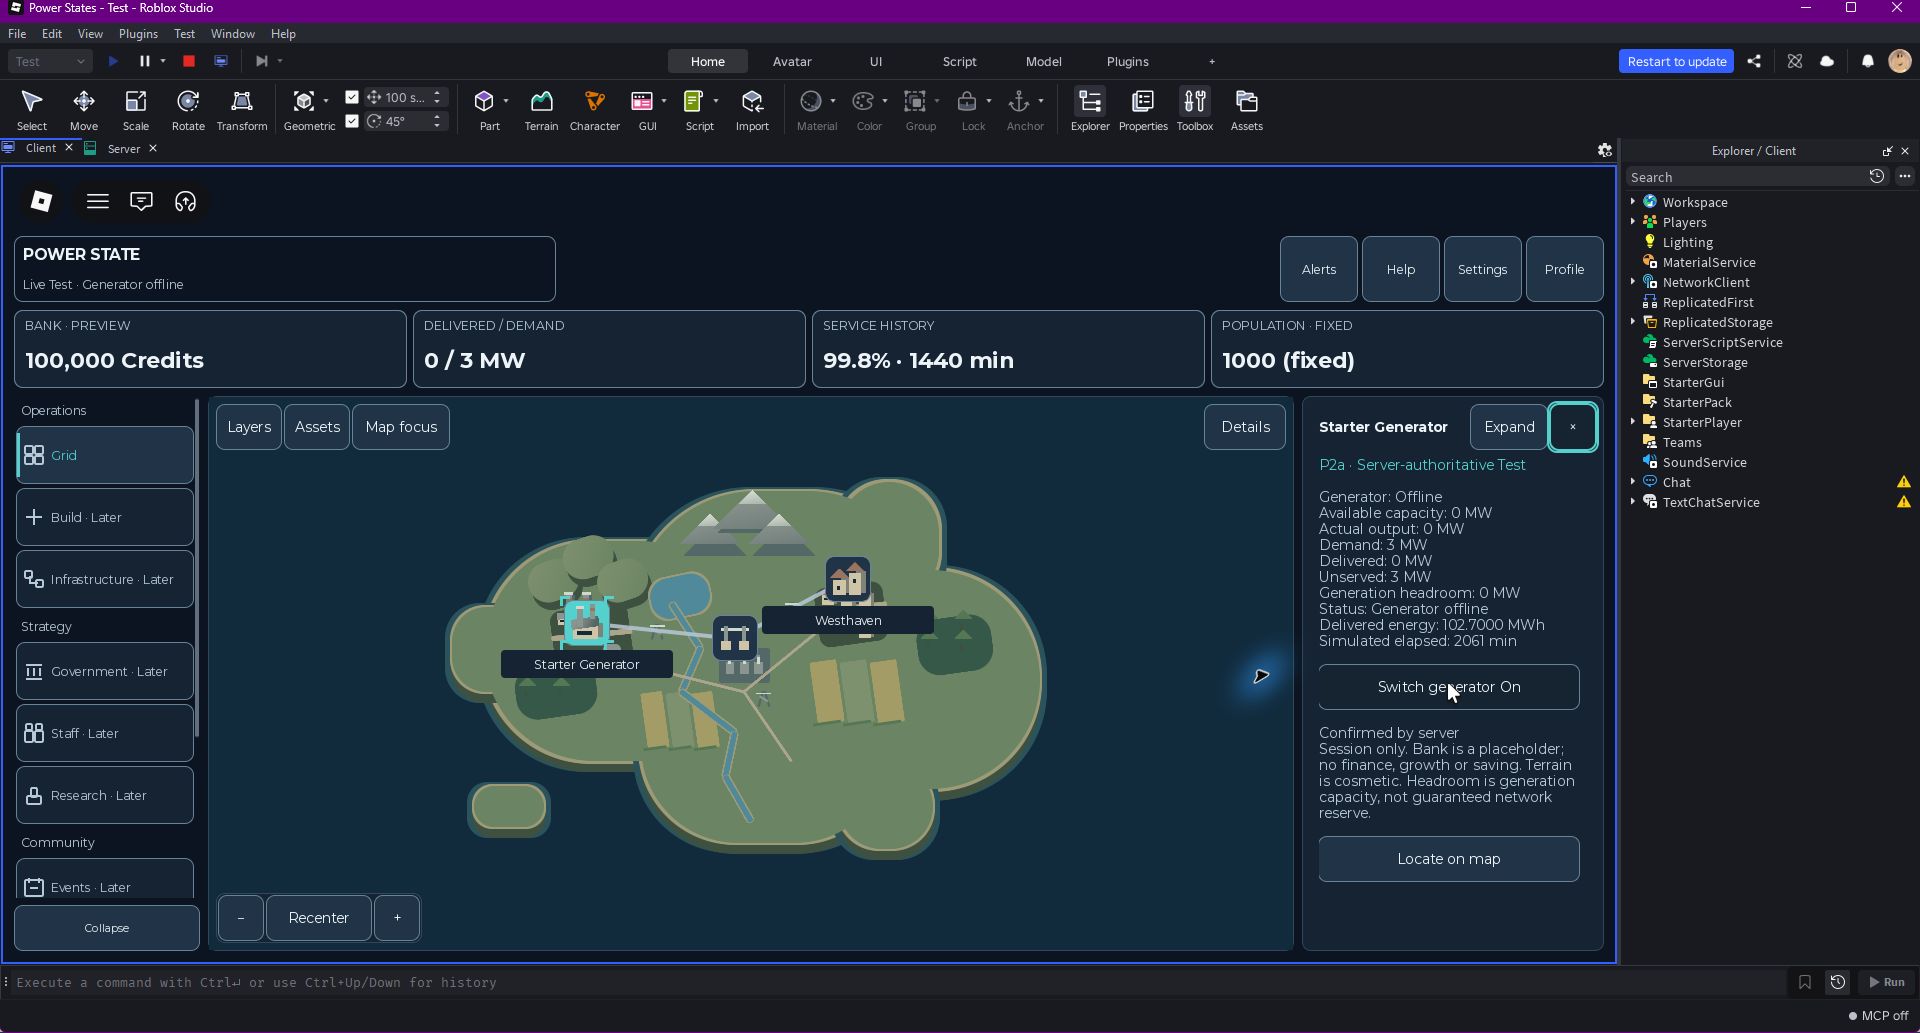 Power States - Test - Roblox Studio
File Edit View Plugins Test Window Help
Test
Home Avatar UI Script Model Plugins +
Restart to update
100 s...
45°
Select Move Scale Rotate Transform Geometric Part Terrain Character GUI Script Import Material Color Group Lock Anchor Explorer Properties Toolbox Assets
Client × Server ×
Explorer / Client
Search
Workspace
Players
Lighting
MaterialService
NetworkClient
ReplicatedFirst
ReplicatedStorage
ServerScriptService
ServerStorage
StarterGui
StarterPack
StarterPlayer
Teams
SoundService
Chat
TextChatService
POWER STATE
Live Test · Generator offline
Alerts Help Settings Profile
BANK · PREVIEW
100,000 Credits
DELIVERED / DEMAND
0 / 3 MW
SERVICE HISTORY
99.8% · 1440 min
POPULATION · FIXED
1000 (fixed)
Operations
Grid
Build · Later
Infrastructure · Later
Strategy
Government · Later
Staff · Later
Research · Later
Community
Events · Later
Collapse
Layers Assets Map focus
Details
Westhaven
Starter Generator
− Recenter +
Starter Generator
Expand ×
P2a · Server-authoritative Test
Generator: Offline
Available capacity: 0 MW
Actual output: 0 MW
Demand: 3 MW
Delivered: 0 MW
Unserved: 3 MW
Generation headroom: 0 MW
Status: Generator offline
Delivered energy: 102.7000 MWh
Simulated elapsed: 2061 min
Switch generator On
Confirmed by server
Session only. Bank is a placeholder;
no finance, growth or saving. Terrain
is cosmetic. Headroom is generation
capacity, not guaranteed network
reserve.
Locate on map
Execute a command with Ctrl↵ or use Ctrl+Up/Down for history
Run
MCP off